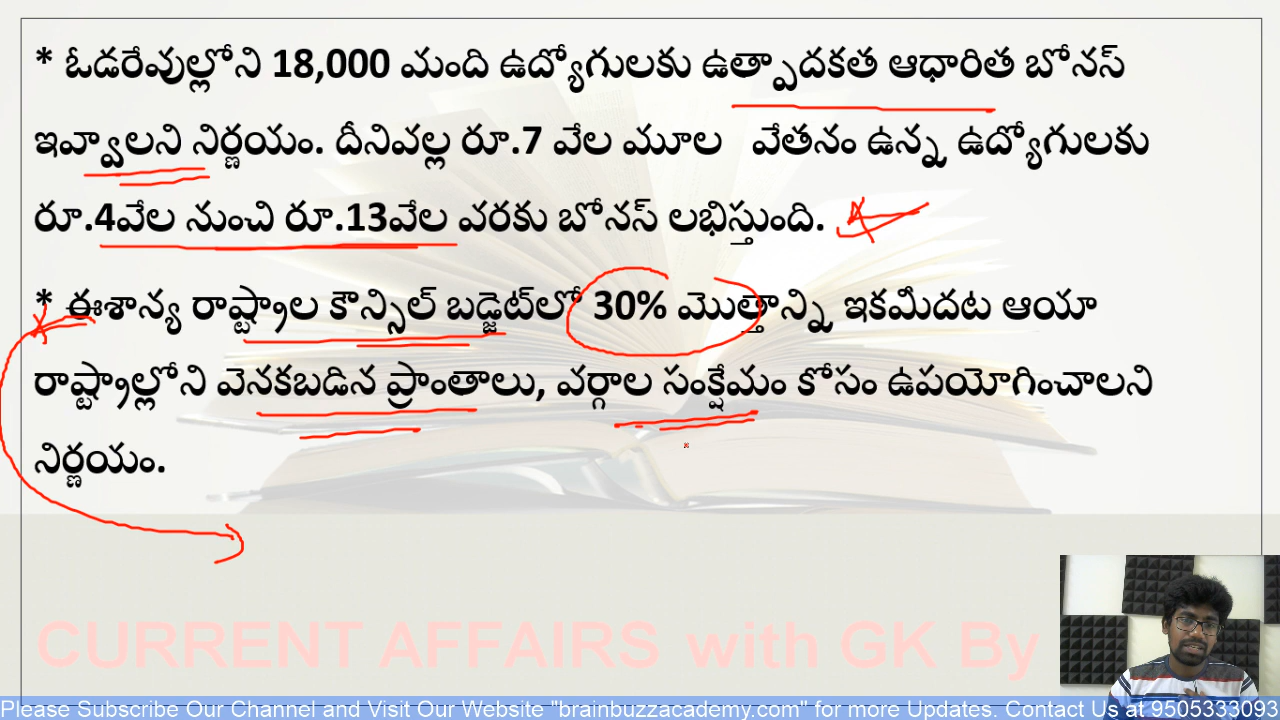 * ఓడరేవుల్లోని 18,000 మంది ఉద్యోగులకు ఉత్పాదకత ఆధారిత బోనస్
ఇవ్వాలని నిర్ణయం. దీనివల్ల రూ.7 వేల మూల వేతనం ఉన్న ఉద్యోగులకు
రూ.4వేల నుంచి రూ.13వేల వరకు బోనస్ లభిస్తుంది.
* ఈశాన్య రాష్ట్రాల కౌన్సిల్ బడ్జెట్‌లో 30% మొత్తాన్ని ఇకమీదట ఆయా
రాష్ట్రాల్లోని వెనకబడిన ప్రాంతాలు, వర్గాల సంక్షేమం కోసం ఉపయోగించాలని
నిర్ణయం.
CURRENT AFFAIRS with GK By
Please Subscribe Our Channel and Visit Our Website "brainbuzzacademy.com" for more Updates. Contact Us at 9505333093